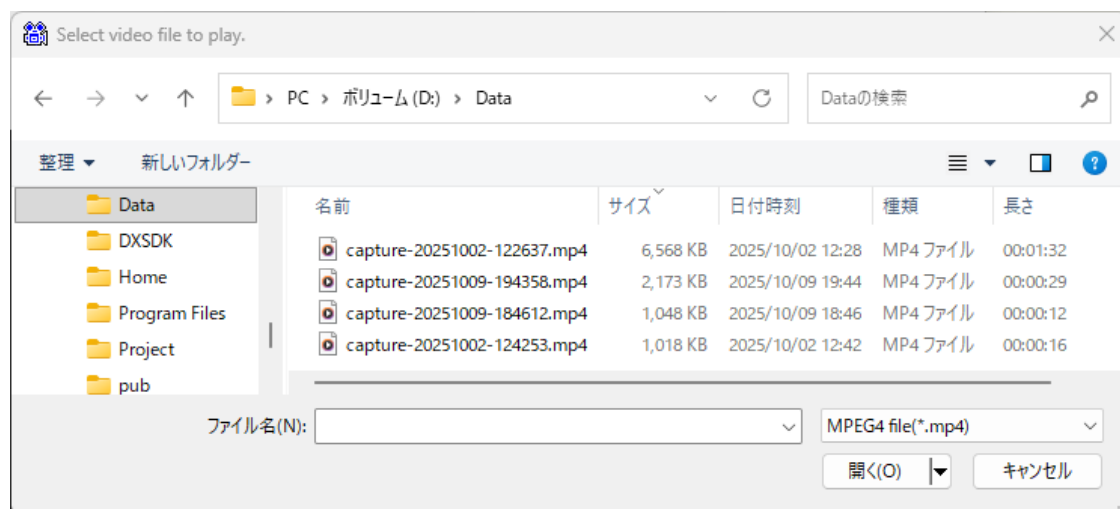 Select video file to play.
PC > ボリューム (D:) > Data
Dataの検索
整理 新しいフォルダー
Data
DXSDK
Home
Program Files
Project
pub
名前 サイズ 日付時刻 種類 長さ
capture-20251002-122637.mp4 6,568 KB 2025/10/02 12:28 MP4 ファイル 00:01:32
capture-20251009-194358.mp4 2,173 KB 2025/10/09 19:44 MP4 ファイル 00:00:29
capture-20251009-184612.mp4 1,048 KB 2025/10/09 18:46 MP4 ファイル 00:00:12
capture-20251002-124253.mp4 1,018 KB 2025/10/02 12:42 MP4 ファイル 00:00:16
ファイル名(N): MPEG4 file(*.mp4)
開く(O) キャンセル